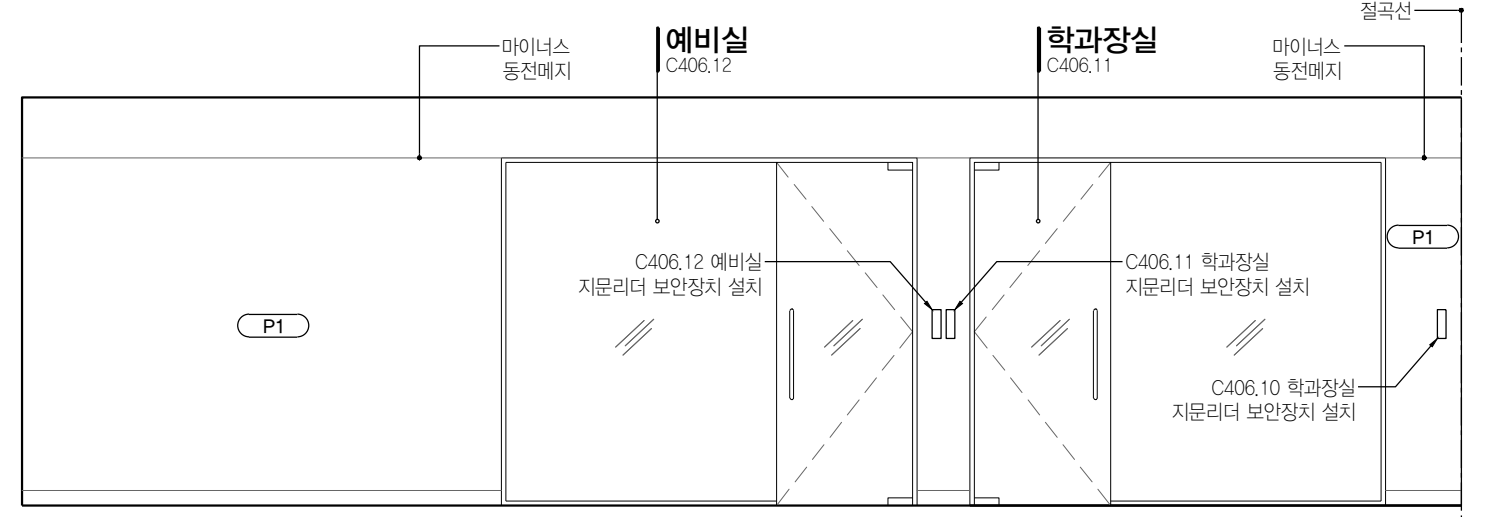 절곡선
마이너스
동전메지
예비실
C406.12
학과장실
C406.11
마이너스
동전메지
P1
C406.12 예비실
지문리더 보안장치 설치
C406.11 학과장실
지문리더 보안장치 설치
P1
C406.10 학과장실
지문리더 보안장치 설치